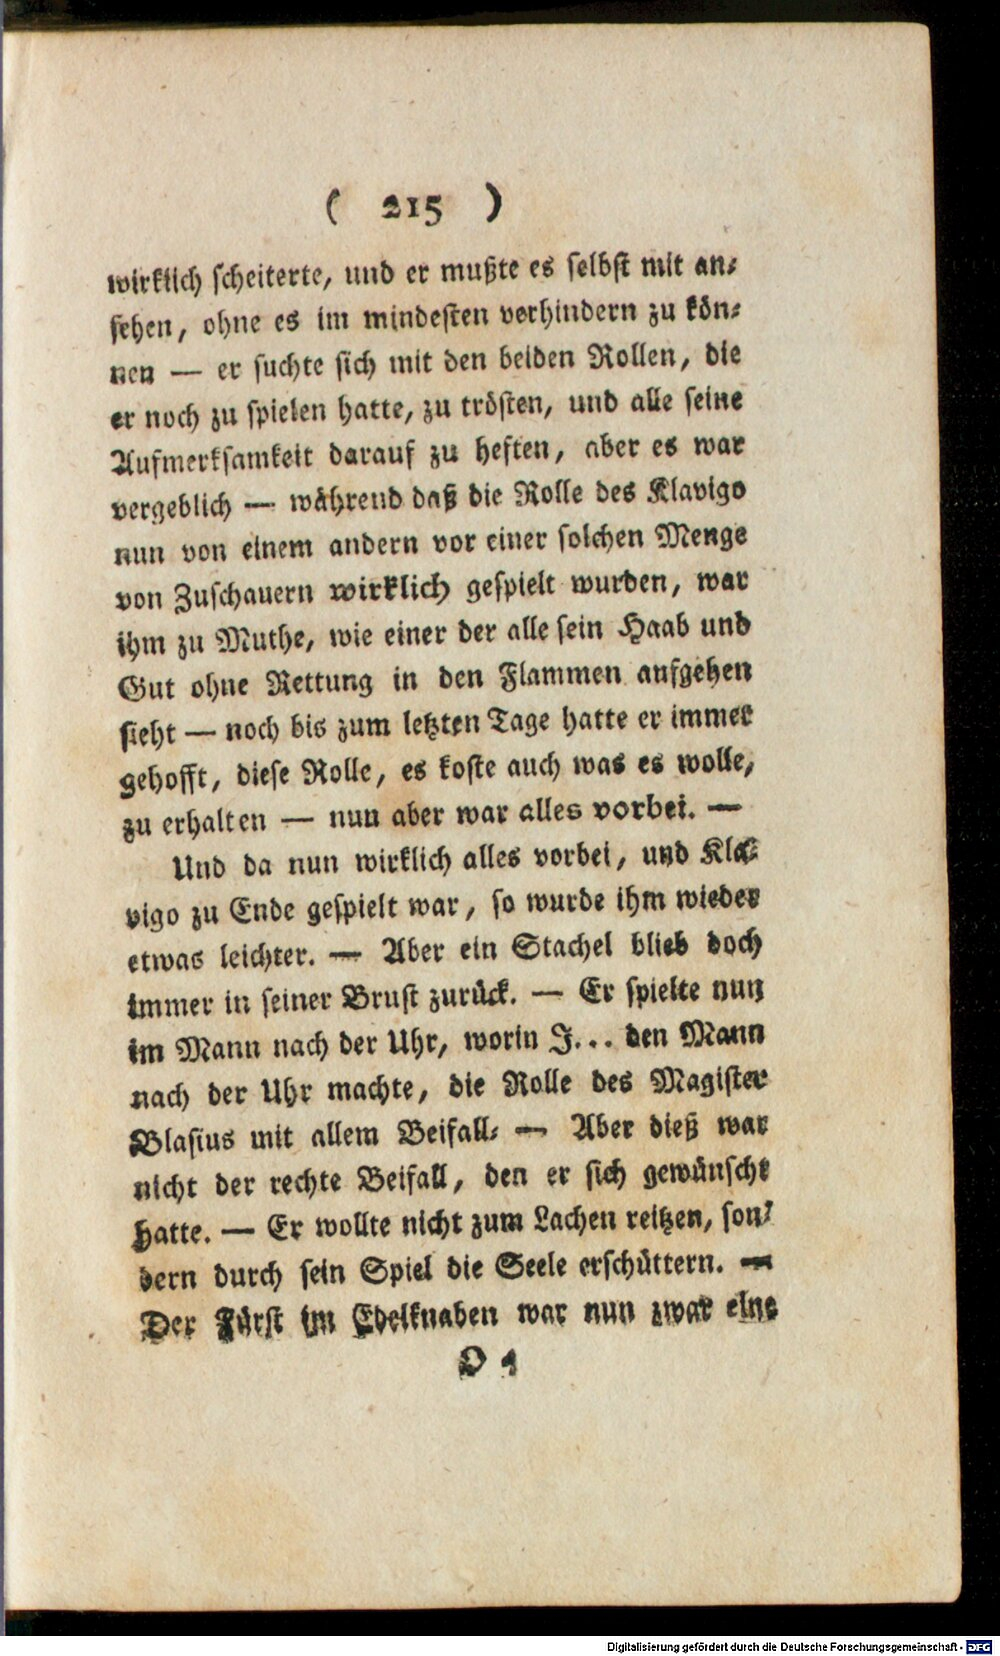 ( 215 )
wirklich scheiterte, und er mußte es selbst mit an-
sehen, ohne es im mindesten verhindern zu kön-
nen — er suchte sich mit den beiden Rollen, die
er noch zu spielen hatte, zu trösten, und alle seine
Aufmerksamkeit darauf zu heften, aber es war
vergeblich — während daß die Rolle des Klavigo
nun von einem andern vor einer solchen Menge
von Zuschauern wirklich gespielt wurden, war
ihm zu Muthe, wie einer der alle sein Haab und
Gut ohne Rettung in den Flammen aufgehen
sieht — noch bis zum letzten Tage hatte er immer
gehofft, diese Rolle, es koste auch was es wolle,
zu erhalten — nun aber war alles vorbei. —
Und da nun wirklich alles vorbei, und Kla-
vigo zu Ende gespielt war, so wurde ihm wieder
etwas leichter. — Aber ein Stachel blieb doch
immer in seiner Brust zurück. — Er spielte nun
im Mann nach der Uhr, worin J... den Mann
nach der Uhr machte, die Rolle des Magister
Blasius mit allem Beifall. — Aber dieß war
nicht der rechte Beifall, den er sich gewünscht
hatte. — Er wollte nicht zum Lachen reitzen, son-
dern durch sein Spiel die Seele erschüttern. —
Der Fürst im Edelknaben war nun zwar eine
O 4
Digitalisierung gefördert durch die Deutsche Forschungsgemeinschaft - DFG